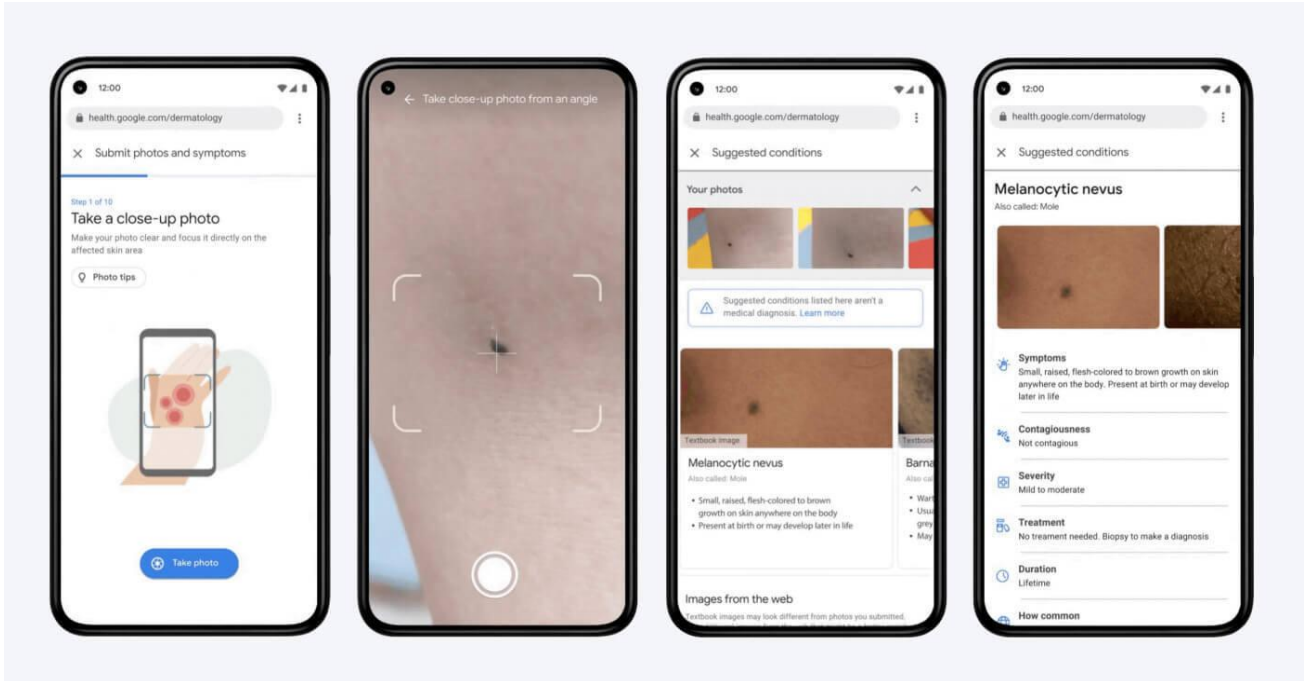 12:00
health.google.com/dermatology
Submit photos and symptoms
Step 1 of 10
Take a close-up photo
Make your photo clear and focus it directly on the
affected skin area
Photo tips
Take photo
Take close-up photo from an angle
12:00
health.google.com/dermatology
Suggested conditions
Your photos
Suggested conditions listed here aren't a
medical diagnosis. Learn more
Textbook image
Textbook
Melanocytic nevus
Also called: Mole
• Small, raised, flesh-colored to brown
growth on skin anywhere on the body
• Present at birth or may develop later in life
Barna
Also cal
• Wart
• Usua
grey
• May
Images from the web
Textbook images may look different from photos you submitted.
12:00
health.google.com/dermatology
Suggested conditions
Melanocytic nevus
Also called: Mole
Symptoms
Small, raised, flesh-colored to brown growth on skin
anywhere on the body. Present at birth or may develop
later in life
Contagiousness
Not contagious
Severity
Mild to moderate
Treatment
No treament needed. Biopsy to make a diagnosis
Duration
Lifetime
How common